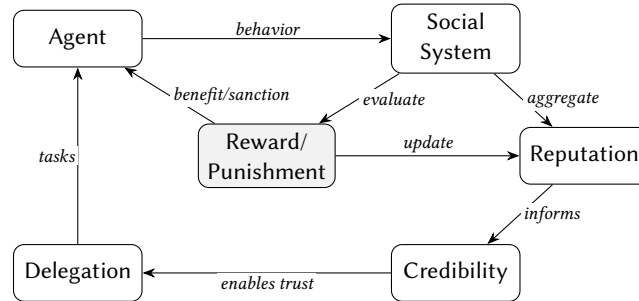 Agent
behavior
Social
System
benefit/sanction
evaluate
aggregate
Reward/
Punishment
update
Reputation
tasks
informs
Delegation
enables trust
Credibility